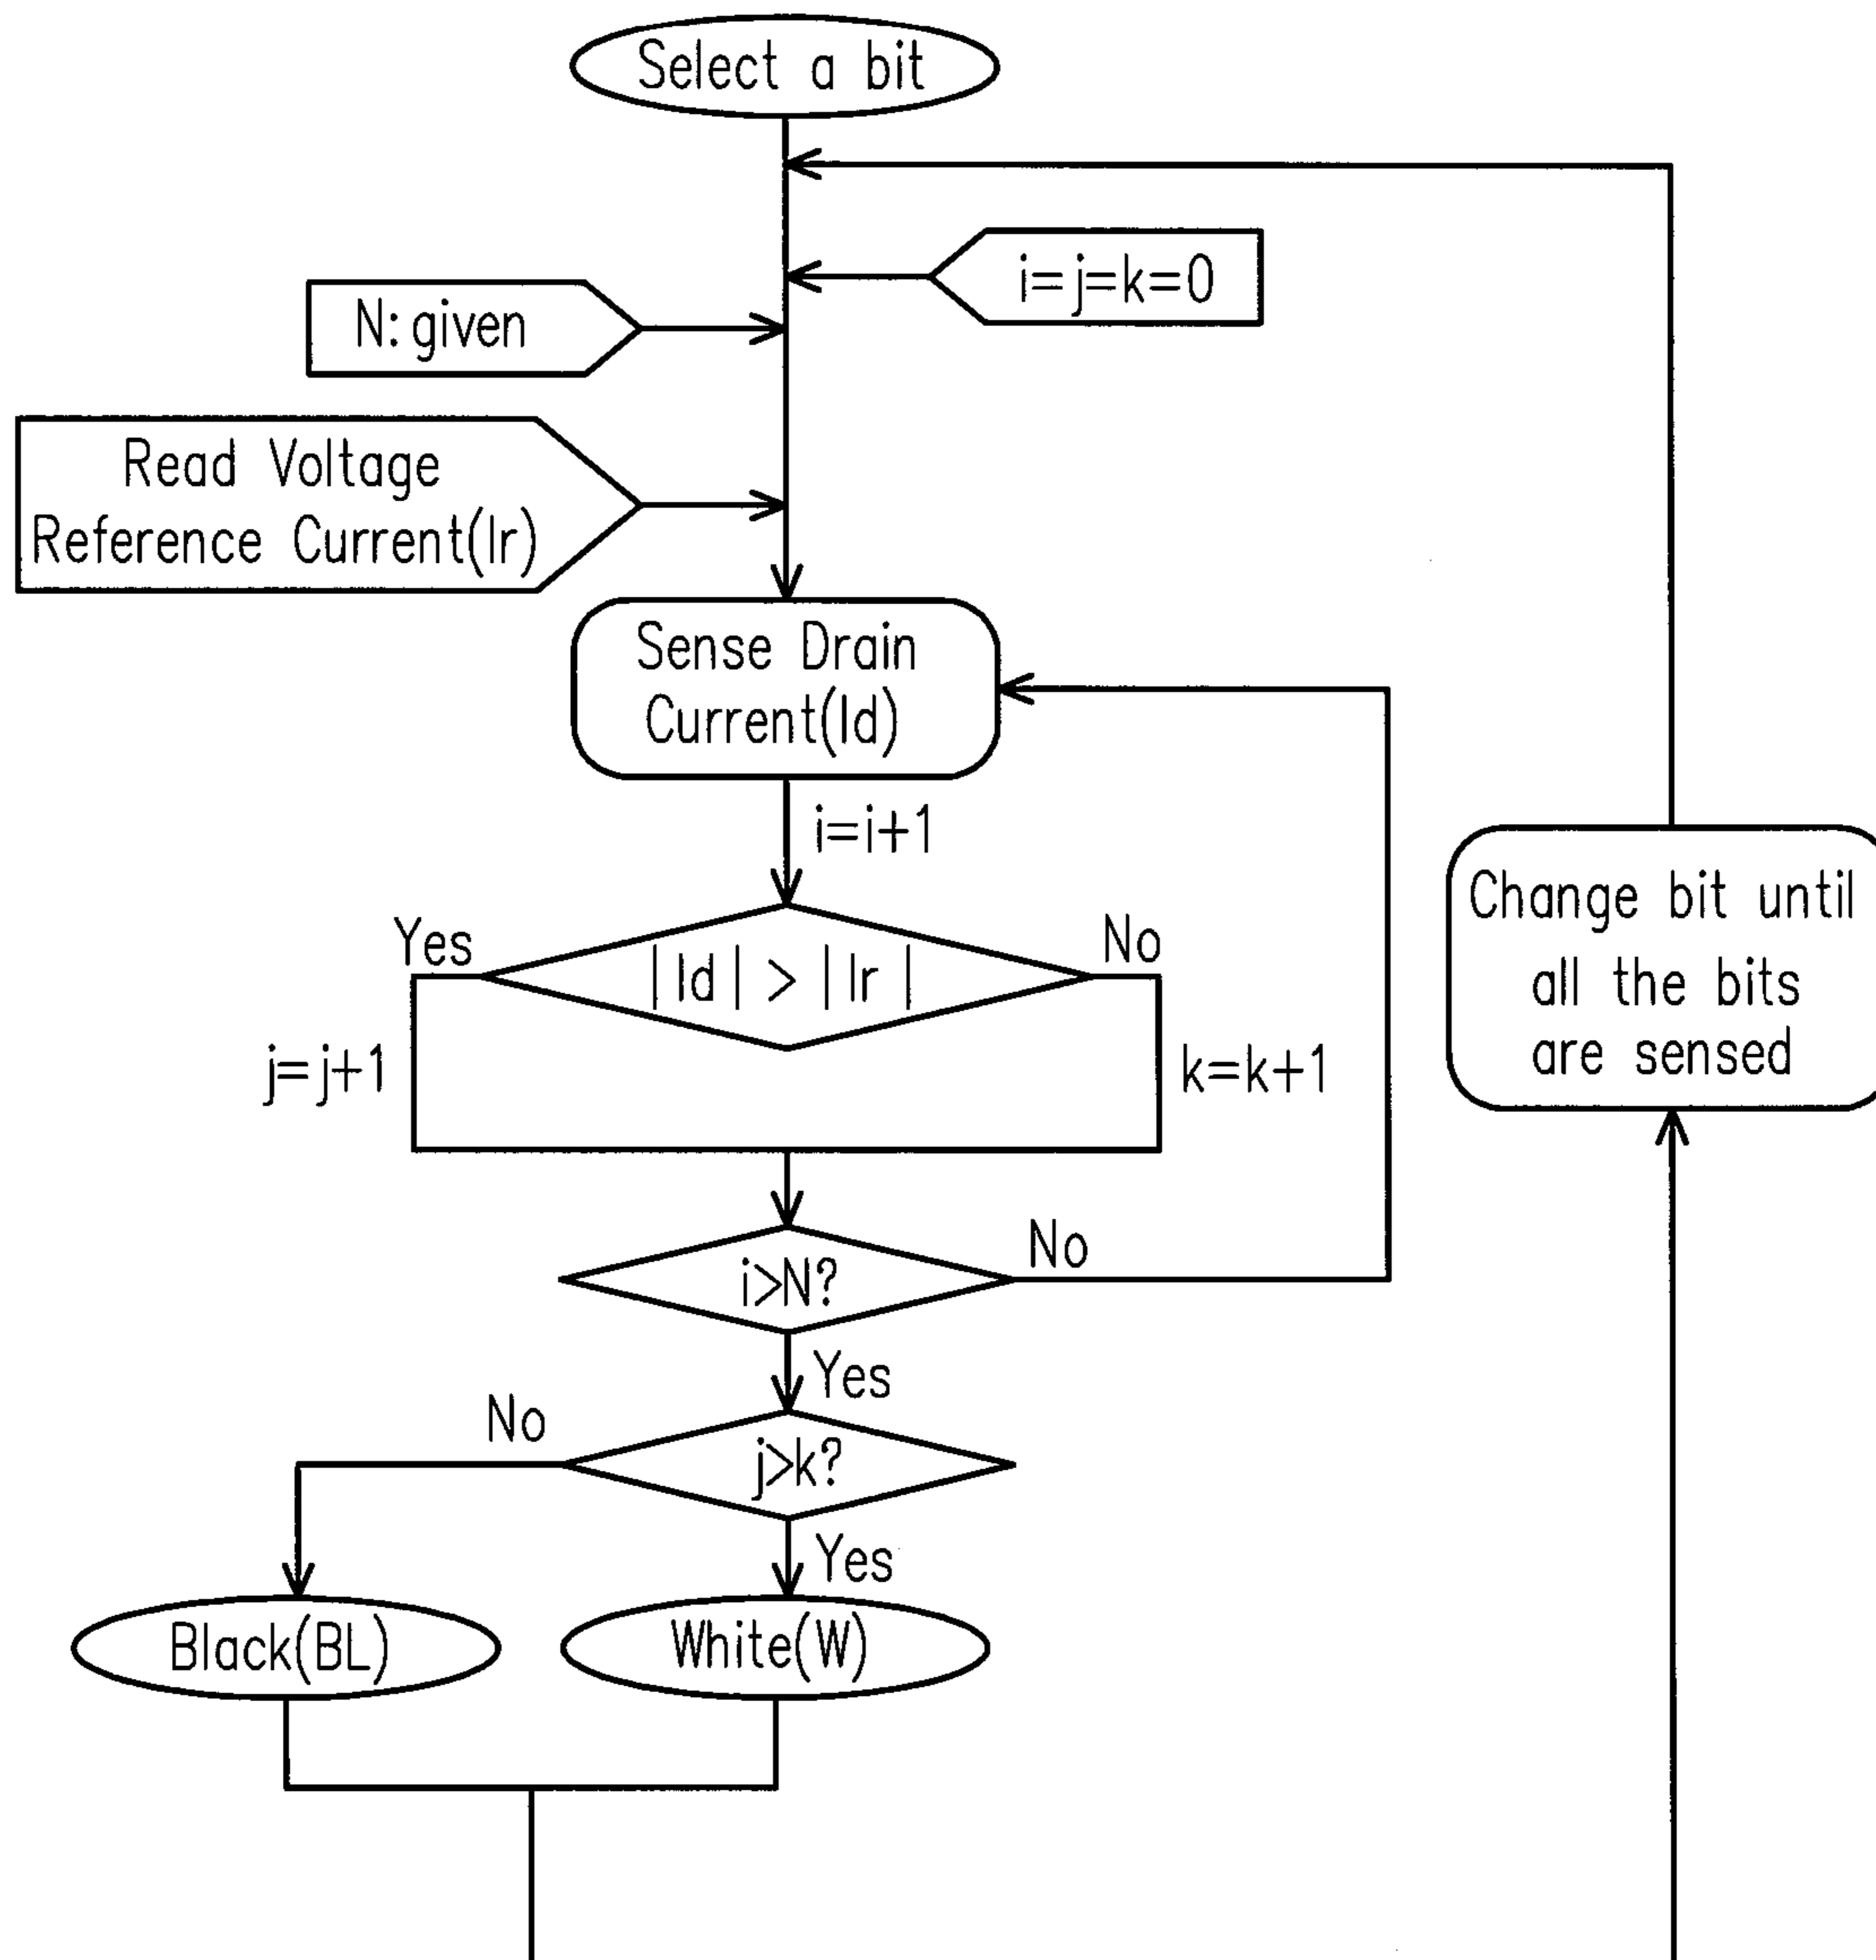 Select a bit
i=j=k=0
N:given
Read Voltage
Reference Current(Ir)
Sense Drain
Current(Id)
i=i+1
Yes
No
|Id|>|Ir|
j=j+1
k=k+1
Change bit until
all the bits
are sensed
No
i>N?
Yes
No
j>k?
Yes
Black(BL)
White(W)